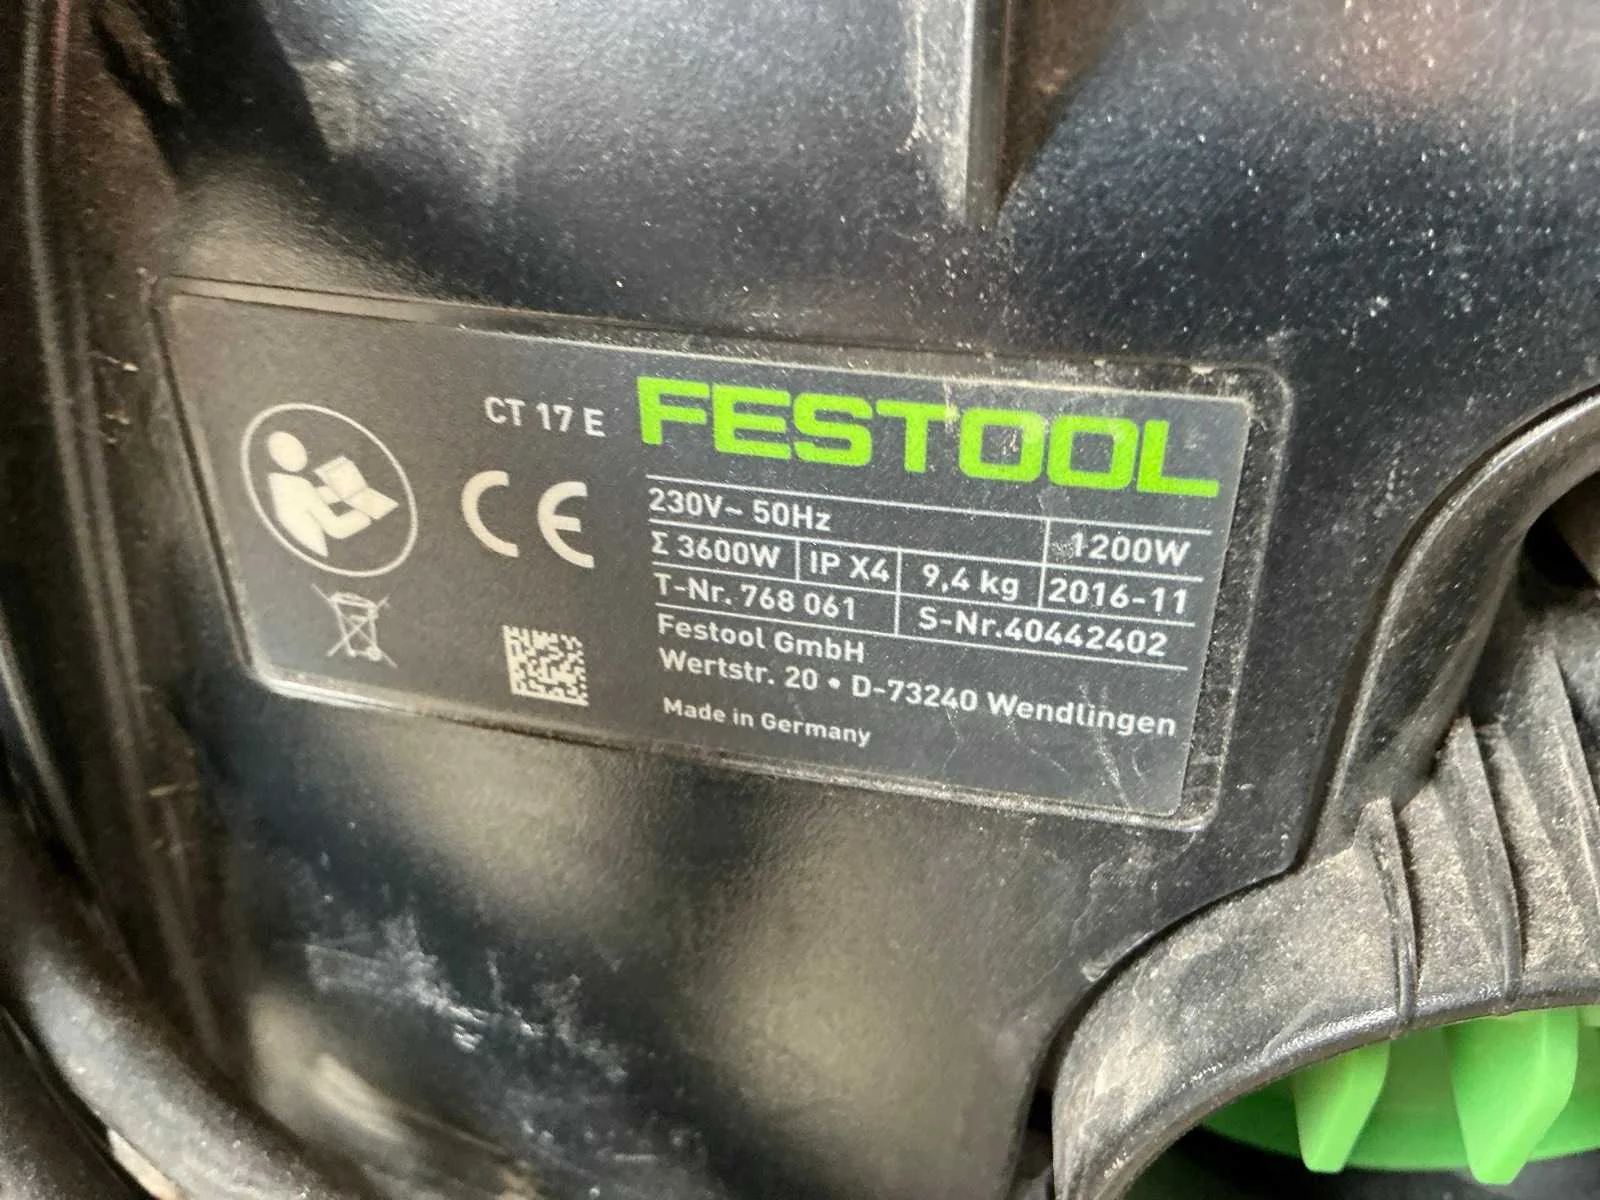 CT 17 E FESTOOL
CE
230V~ 50Hz 1200W
Σ 3600W IP X4 9,4 kg 2016-11
T-Nr. 768 061 S-Nr.40442402
Festool GmbH
Wertstr. 20 • D-73240 Wendlingen
Made in Germany